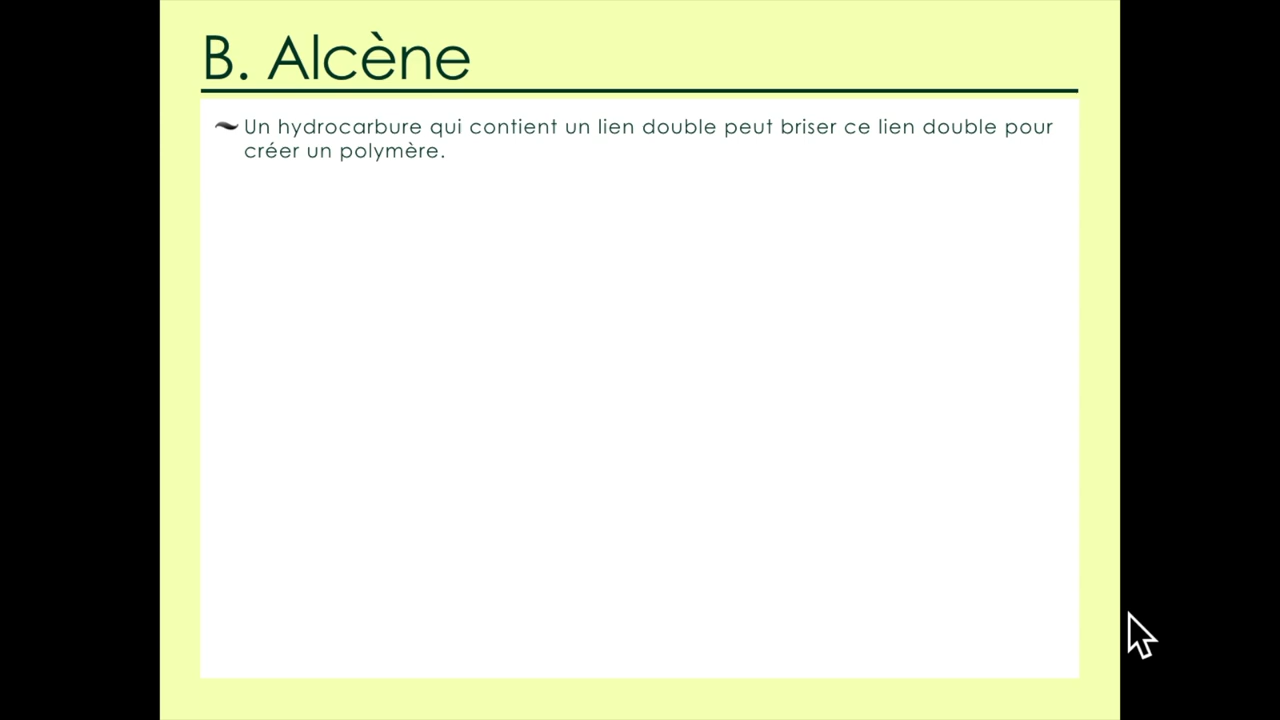 B. Alcène
Un hydrocarbure qui contient un lien double peut briser ce lien double pour
créer un polymère.